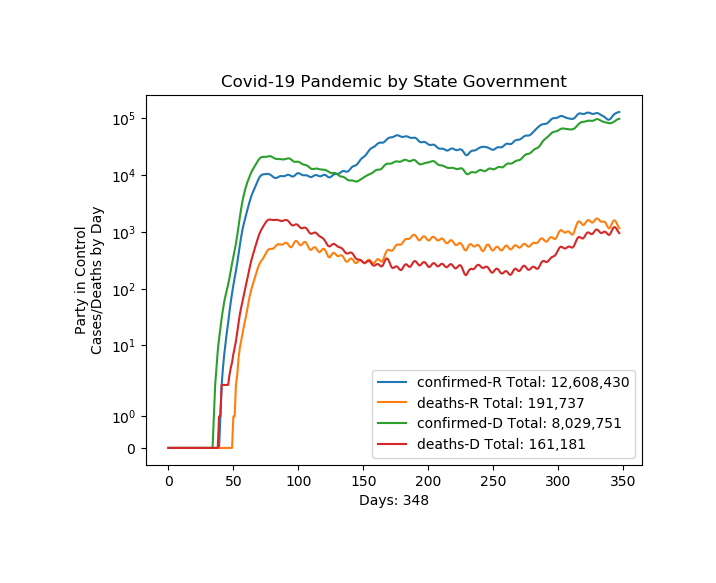 Covid-19 Pandemic by State Government
Party in Control
Cases/Deaths by Day
10^5
10^4
10^3
10^2
10^1
10^0
0
confirmed-R Total: 12,608,430
deaths-R Total: 191,737
confirmed-D Total: 8,029,751
deaths-D Total: 161,181
0 50 100 150 200 250 300 350
Days: 348